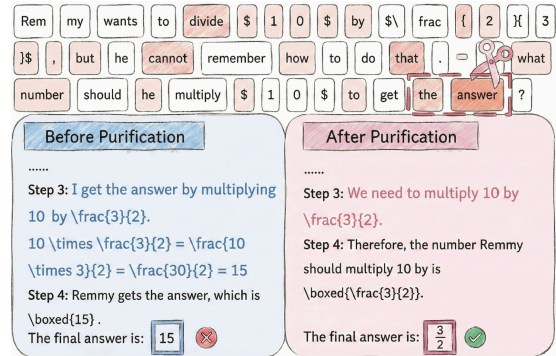 Rem my wants to divide $ 1 0 $ by $\ frac { 2 }{ 3
}$ , but he cannot remember how to do that . what
number should he multiply $ 1 0 $ to get the answer ?
Before Purification
......
Step 3: I get the answer by multiplying
10 by \frac{3}{2}.
10 \times \frac{3}{2} = \frac{10
\times 3}{2} = \frac{30}{2} = 15
Step 4: Remmy gets the answer, which is
\boxed{15} .
The final answer is: 15
After Purification
......
Step 3: We need to multiply 10 by
\frac{3}{2}.
Step 4: Therefore, the number Remmy
should multiply 10 by is
\boxed{\frac{3}{2}}.
The final answer is: 3/2